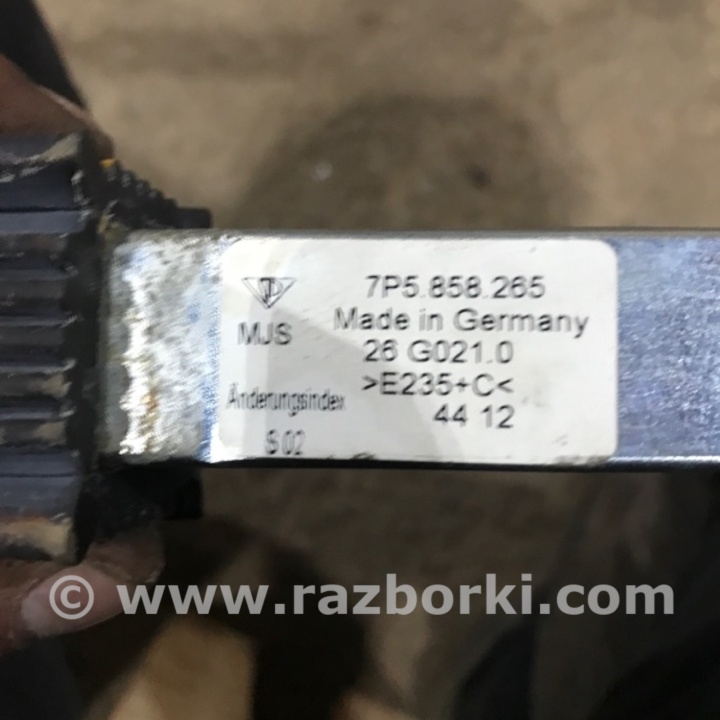 7P5.858.265
MJS
Made in Germany
26 G021.0
>E235+C<
Änderungsindex
44 12
S 02
© www.razborki.com